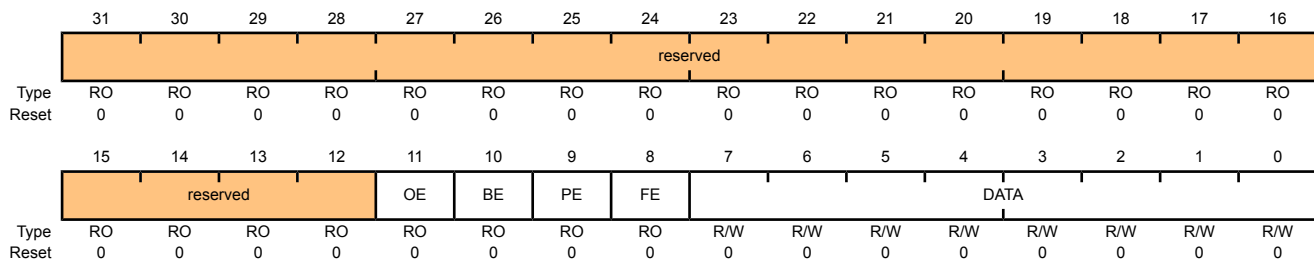 31 30 29 28 27 26 25 24 23 22 21 20 19 18 17 16
reserved
Type RO RO RO RO RO RO RO RO RO RO RO RO RO RO RO RO
Reset 0 0 0 0 0 0 0 0 0 0 0 0 0 0 0 0
15 14 13 12 11 10 9 8 7 6 5 4 3 2 1 0
reserved OE BE PE FE DATA
Type RO RO RO RO RO RO RO RO R/W R/W R/W R/W R/W R/W R/W R/W
Reset 0 0 0 0 0 0 0 0 0 0 0 0 0 0 0 0